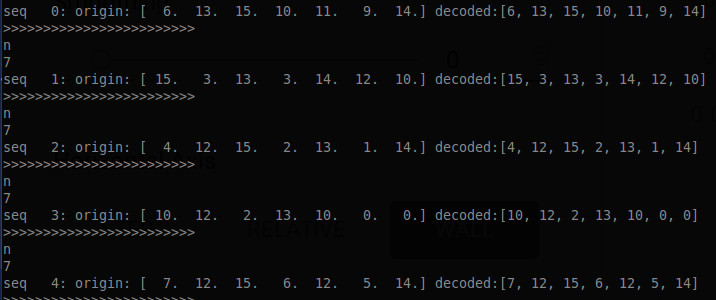 seq   0: origin: [  6.  13.  15.  10.  11.   9.  14.] decoded:[6, 13, 15, 10, 11, 9, 14]
>>>>>>>>>>>>>>>>>>>>>>>>
n
7
seq   1: origin: [ 15.   3.  13.   3.  14.  12.  10.] decoded:[15, 3, 13, 3, 14, 12, 10]
>>>>>>>>>>>>>>>>>>>>>>>>
n
7
seq   2: origin: [  4.  12.  15.   2.  13.   1.  14.] decoded:[4, 12, 15, 2, 13, 1, 14]
>>>>>>>>>>>>>>>>>>>>>>>>
n
7
seq   3: origin: [ 10.  12.   2.  13.  10.   0.   0.] decoded:[10, 12, 2, 13, 10, 0, 0]
>>>>>>>>>>>>>>>>>>>>>>>>
RELATIVE WALL
n
7
seq   4: origin: [  7.  12.  15.   6.  12.   5.  14.] decoded:[7, 12, 15, 6, 12, 5, 14]
>>>>>>>>>>>>>>>>>>>>>>>>